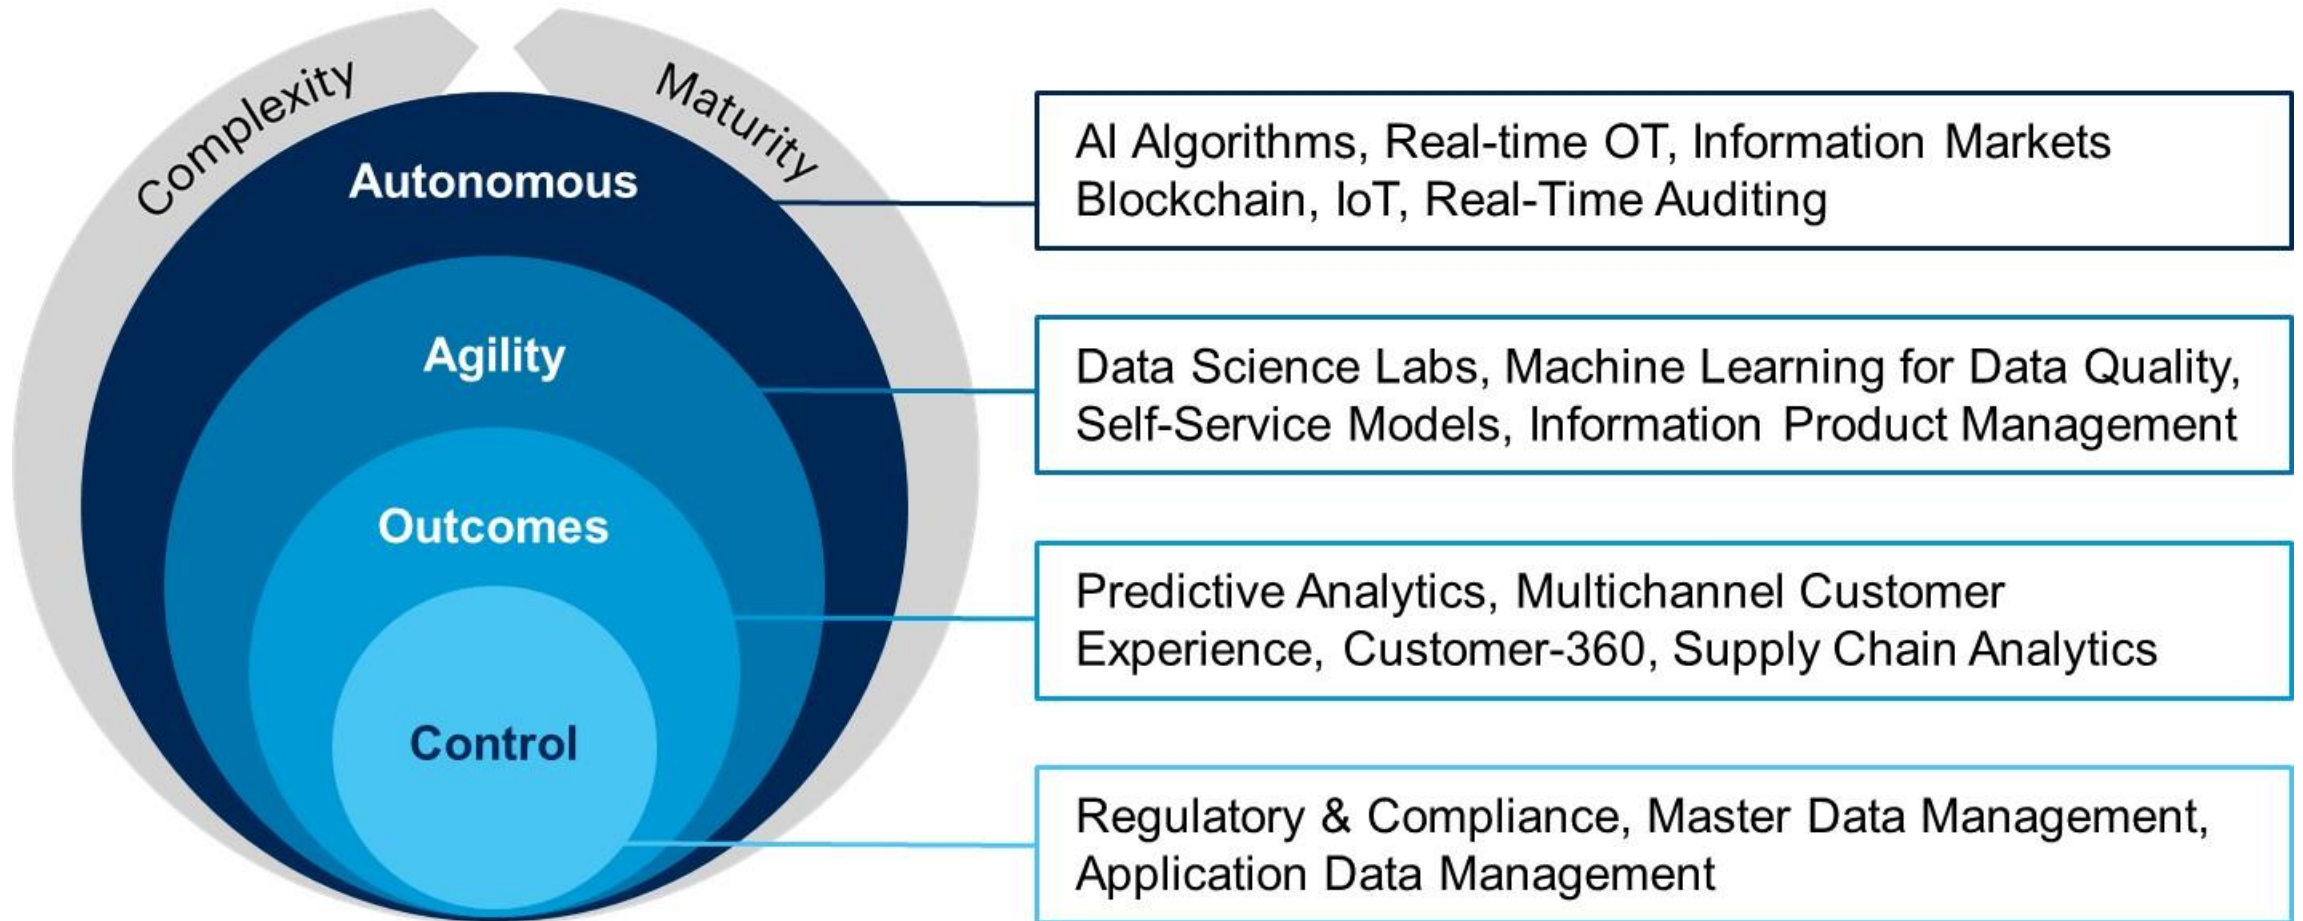 Complexity
Maturity
Autonomous
AI Algorithms, Real-time OT, Information Markets
Blockchain, IoT, Real-Time Auditing
Agility
Data Science Labs, Machine Learning for Data Quality,
Self-Service Models, Information Product Management
Outcomes
Predictive Analytics, Multichannel Customer
Experience, Customer-360, Supply Chain Analytics
Control
Regulatory & Compliance, Master Data Management,
Application Data Management